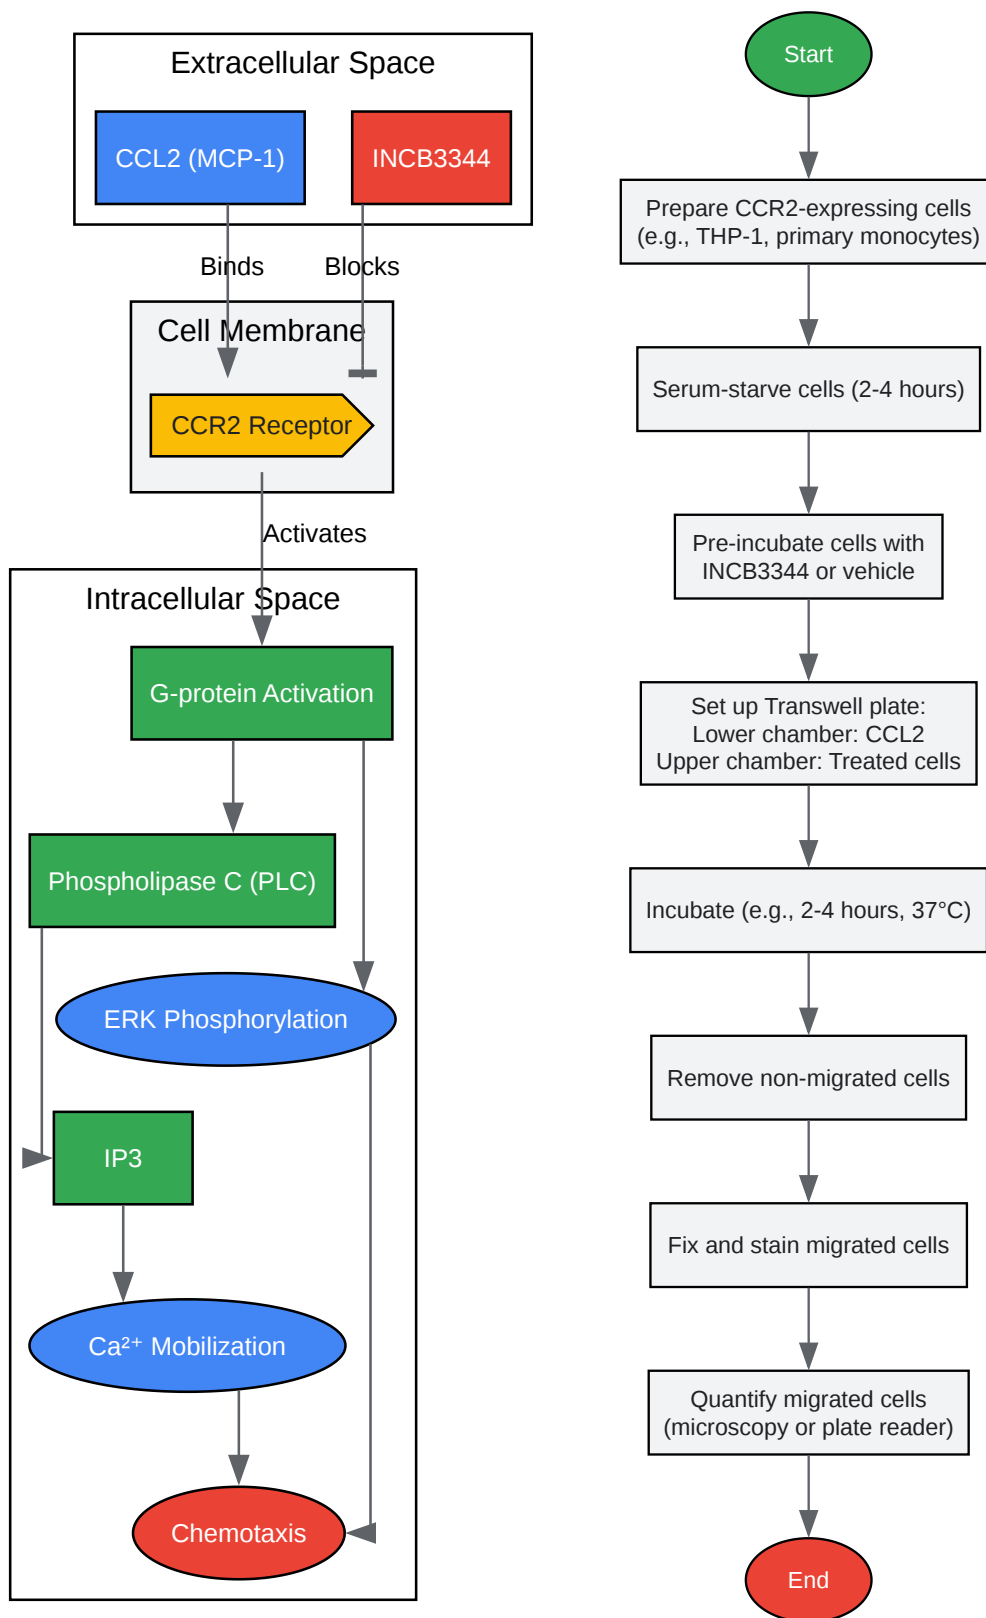 Extracellular Space
CCL2 (MCP-1)
INCB3344
Binds
Blocks
Cell Membrane
CCR2 Receptor
Activates
Intracellular Space
G-protein Activation
Phospholipase C (PLC)
ERK Phosphorylation
IP3
Ca²⁺ Mobilization
Chemotaxis
Start
Prepare CCR2-expressing cells
(e.g., THP-1, primary monocytes)
Serum-starve cells (2-4 hours)
Pre-incubate cells with
INCB3344 or vehicle
Set up Transwell plate:
Lower chamber: CCL2
Upper chamber: Treated cells
Incubate (e.g., 2-4 hours, 37°C)
Remove non-migrated cells
Fix and stain migrated cells
Quantify migrated cells
(microscopy or plate reader)
End